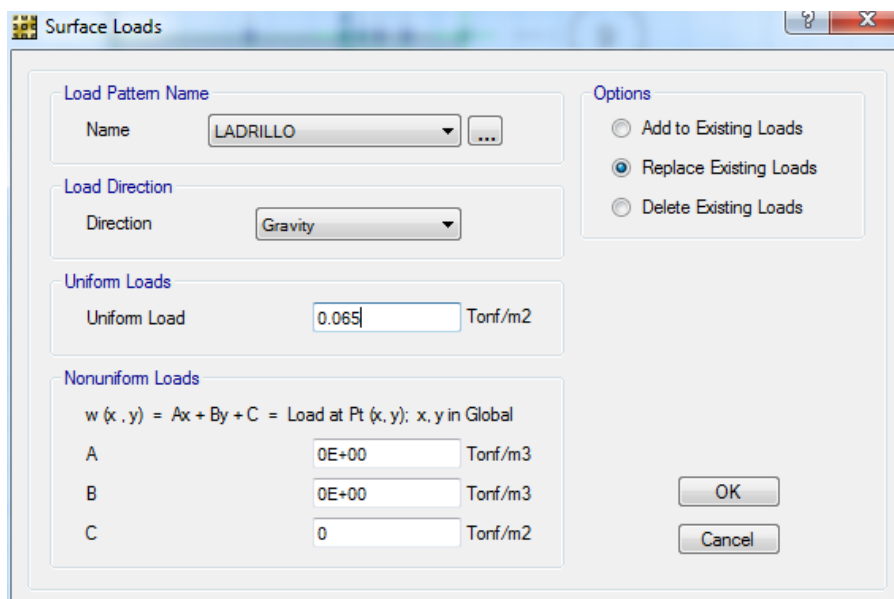 Surface Loads
Load Pattern Name
Name LADRILLO ...
Load Direction
Direction Gravity
Uniform Loads
Uniform Load 0.065 Tonf/m2
Nonuniform Loads
w (x , y) = Ax + By + C = Load at Pt (x, y); x, y in Global
A 0E+00 Tonf/m3
B 0E+00 Tonf/m3
C 0 Tonf/m2
Options
Add to Existing Loads
Replace Existing Loads
Delete Existing Loads
OK
Cancel